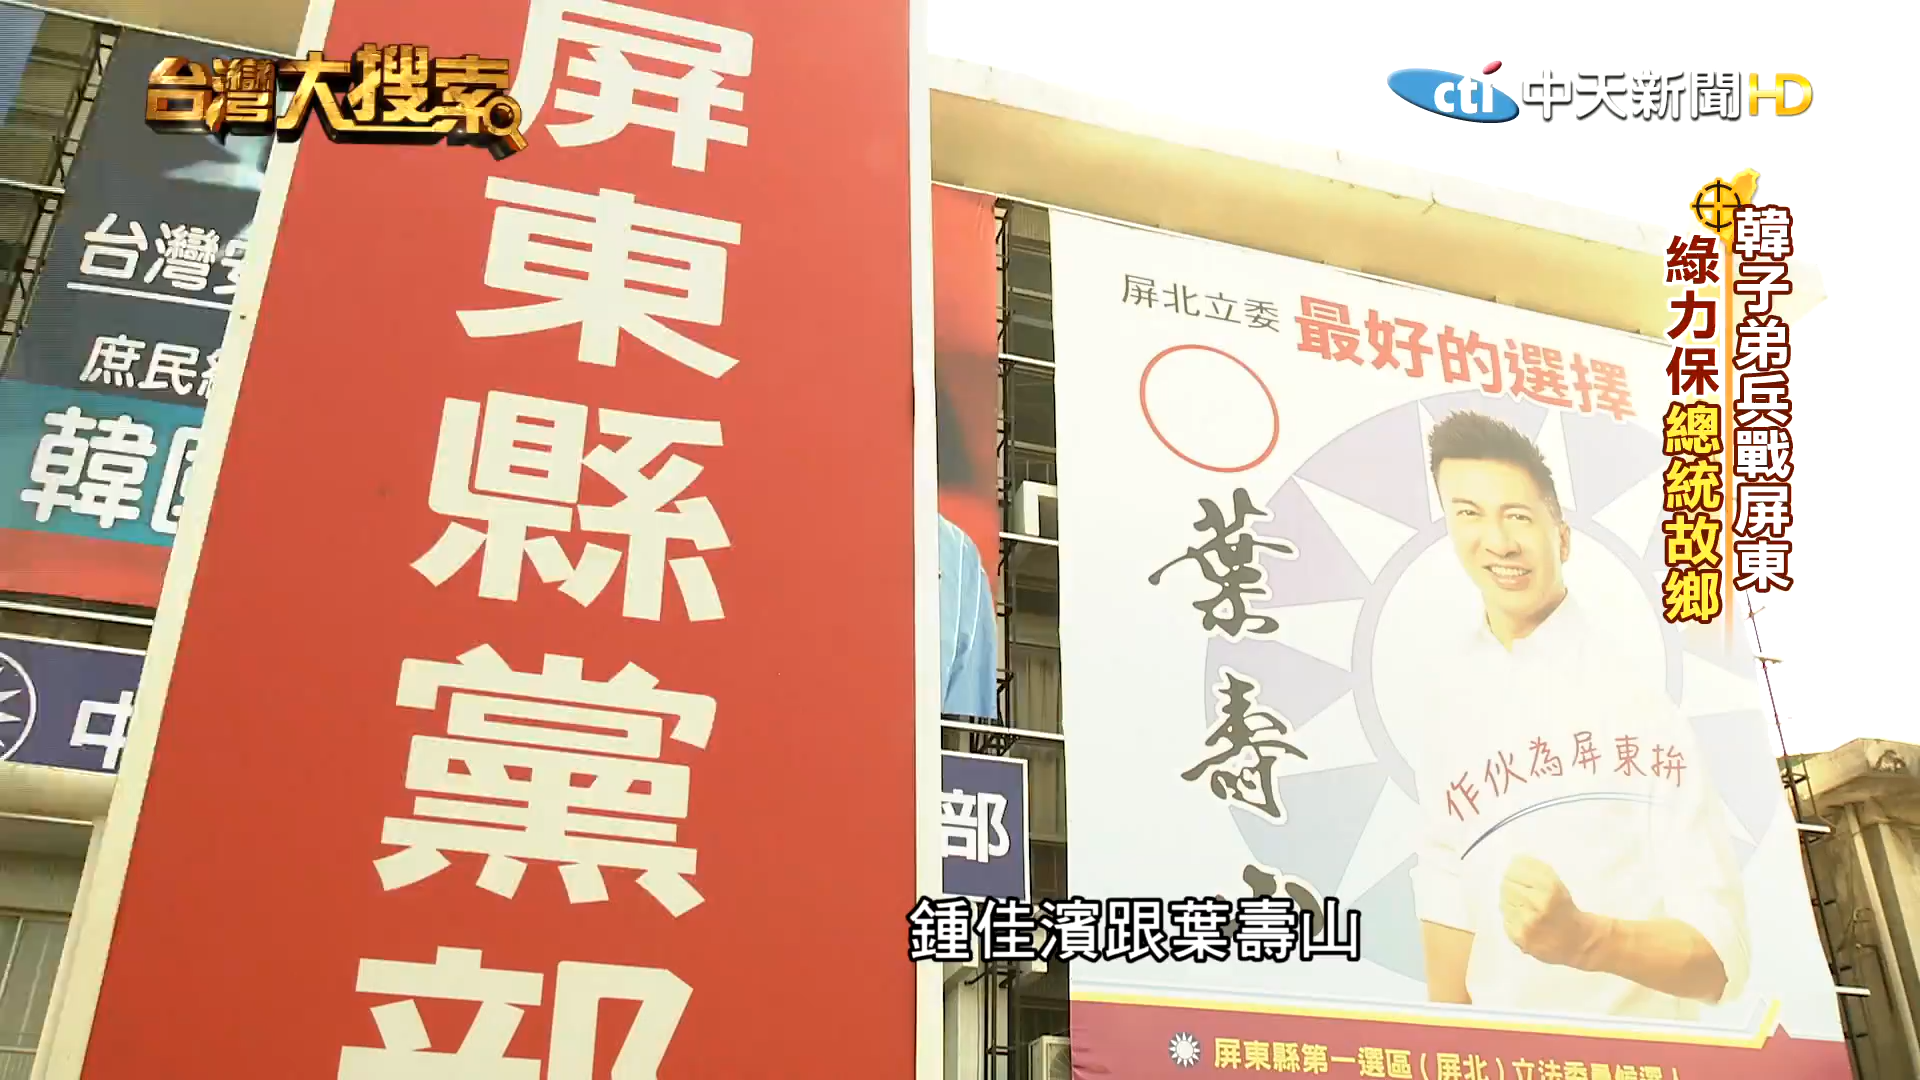 台灣大搜索
cti 中天新聞HD
韓子弟兵戰屏東
綠力保總統故鄉
屏東縣黨部
台灣安
庶民
韓國
中
部
屏北立委
最好的選擇
葉壽山
作伙為屏東拚
屏東縣第一選區(屏北)立法委員候選人
鍾佳濱跟葉壽山